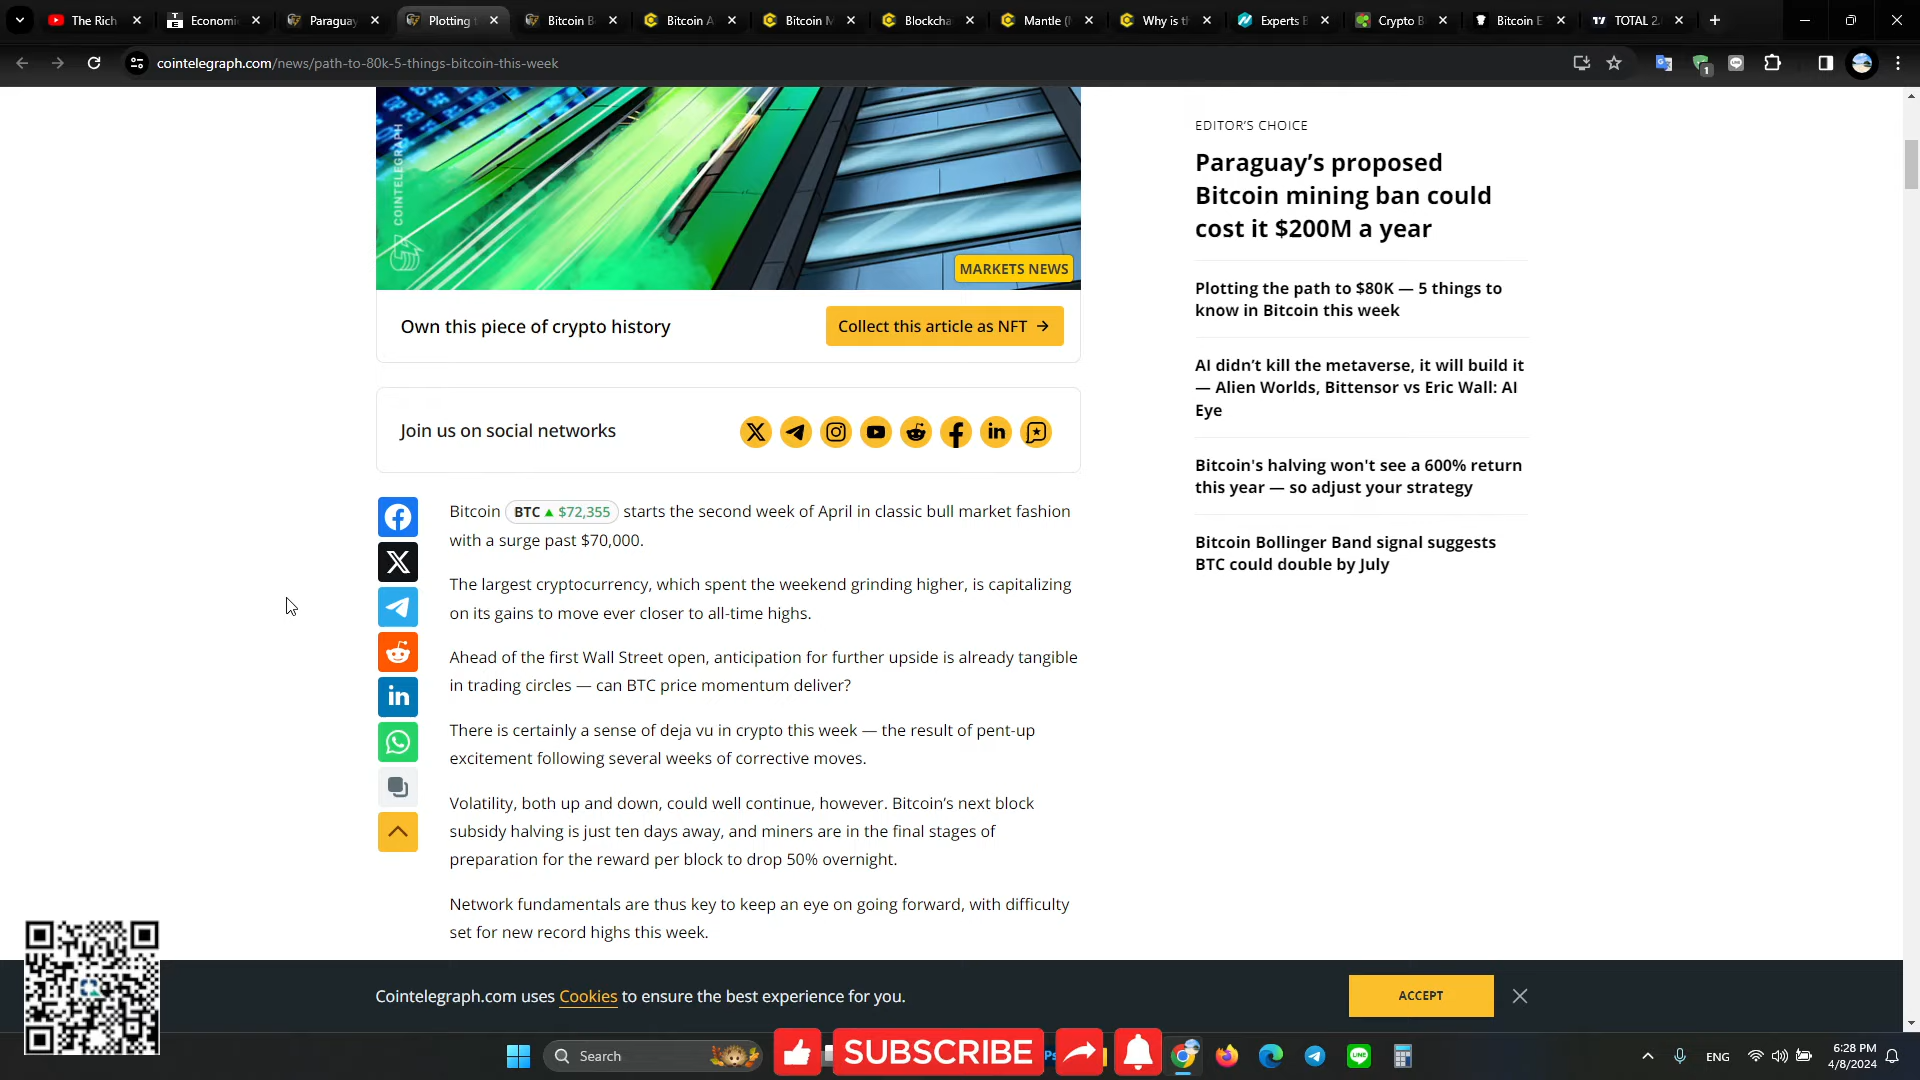 The Rich
Economic
Paraguay
Plotting
Bitcoin B
Bitcoin A
Bitcoin M
Blockcha
Mantle (
Why is t
Experts
Crypto B
Bitcoin E
TOTAL 2.
cointelegraph.com/news/path-to-80k-5-things-bitcoin-this-week
1
COINTELEGRAPH
MARKETS NEWS
Own this piece of crypto history
Collect this article as NFT →
Join us on social networks
Bitcoin BTC ▲ $72,355 starts the second week of April in classic bull market fashion
with a surge past $70,000.
The largest cryptocurrency, which spent the weekend grinding higher, is capitalizing
on its gains to move ever closer to all-time highs.
Ahead of the first Wall Street open, anticipation for further upside is already tangible
in trading circles — can BTC price momentum deliver?
There is certainly a sense of deja vu in crypto this week — the result of pent-up
excitement following several weeks of corrective moves.
Volatility, both up and down, could well continue, however. Bitcoin’s next block
subsidy halving is just ten days away, and miners are in the final stages of
preparation for the reward per block to drop 50% overnight.
Network fundamentals are thus key to keep an eye on going forward, with difficulty
set for new record highs this week.
EDITOR’S CHOICE
Paraguay’s proposed
Bitcoin mining ban could
cost it $200M a year
Plotting the path to $80K — 5 things to
know in Bitcoin this week
AI didn’t kill the metaverse, it will build it
— Alien Worlds, Bittensor vs Eric Wall: AI
Eye
Bitcoin's halving won't see a 600% return
this year — so adjust your strategy
Bitcoin Bollinger Band signal suggests
BTC could double by July
Cointelegraph.com uses Cookies to ensure the best experience for you.
ACCEPT
Search
SUBSCRIBE
Ps
LINE
ENG
6:28 PM
4/8/2024